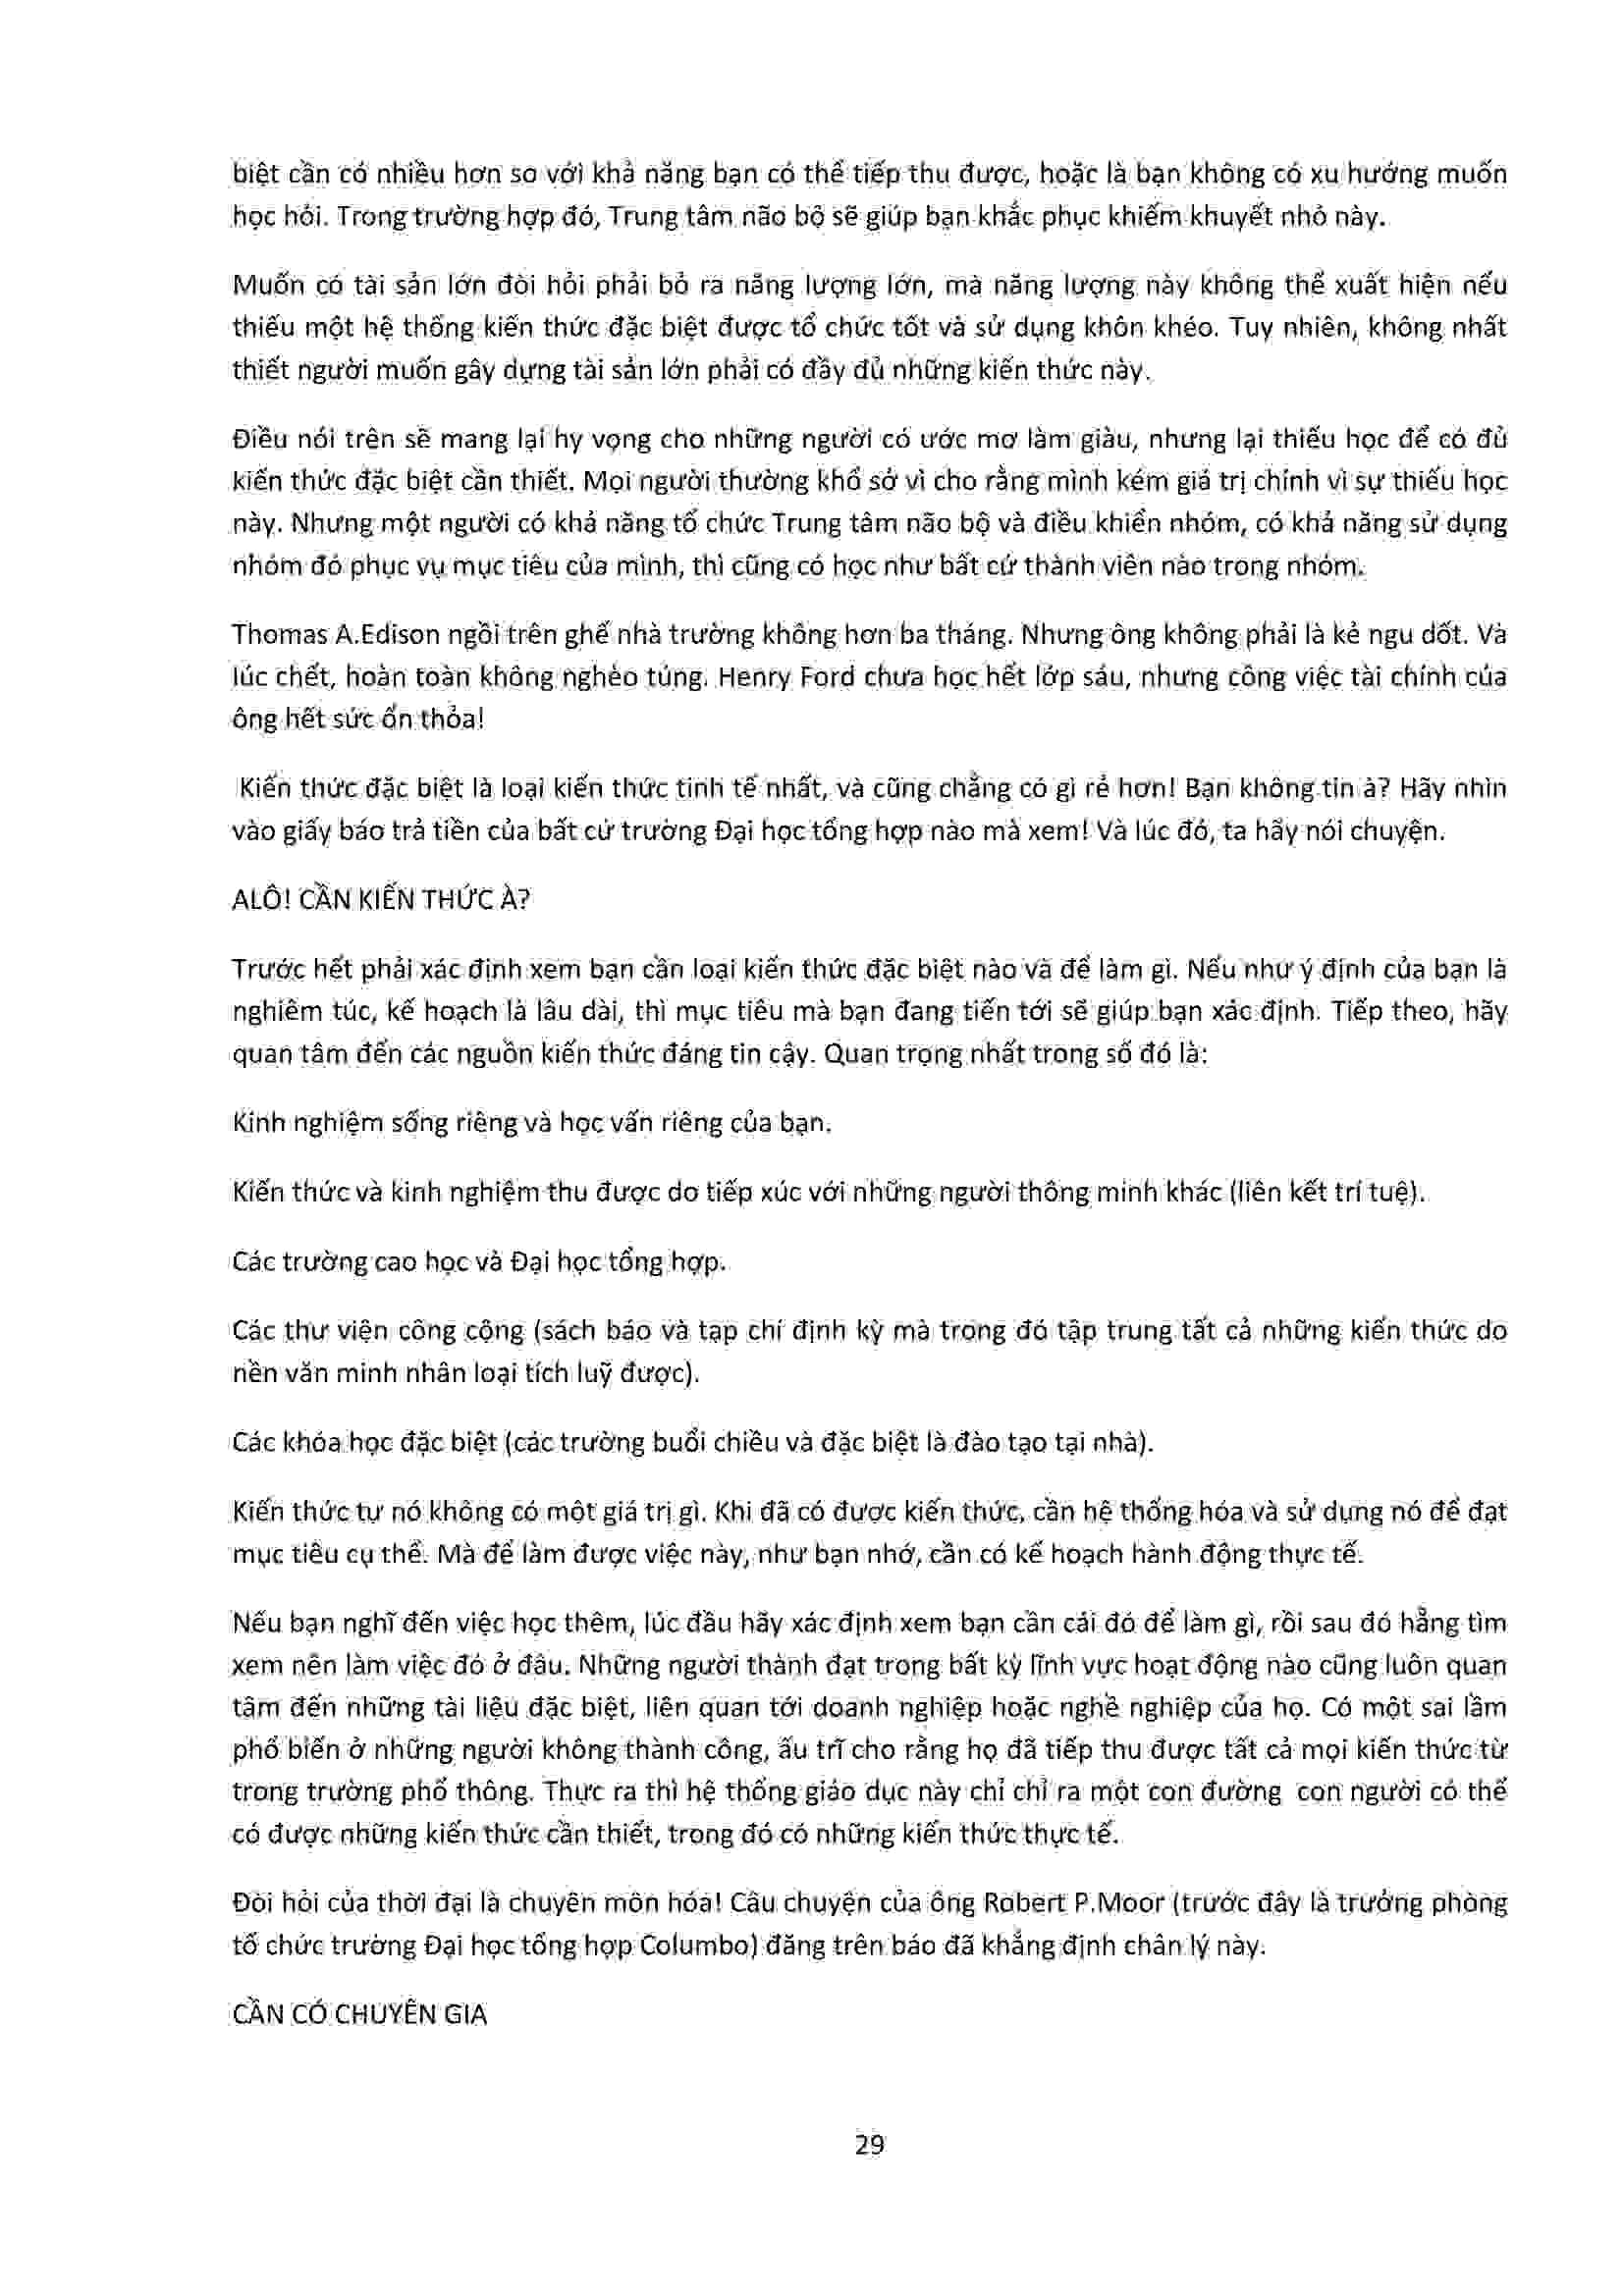 biệt cần có nhiều hơn so với khả năng bạn có thể tiếp thu được, hoặc là bạn không có xu hướng muốn
học hỏi. Trong trường hợp đó, Trung tâm não bộ sẽ giúp bạn khắc phục khiếm khuyết nhỏ này.
Muốn có tài sản lớn đòi hỏi phải bỏ ra năng lượng lớn, mà năng lượng này không thể xuất hiện nếu
thiếu một hệ thống kiến thức đặc biệt được tổ chức tốt và sử dụng khôn khéo. Tuy nhiên, không nhất
thiết người muốn gây dựng tài sản lớn phải có đầy đủ những kiến thức này.
Điều nói trên sẽ mang lại hy vọng cho những người có ước mơ làm giàu, nhưng lại thiếu học để có đủ
kiến thức đặc biệt cần thiết. Mọi người thường khổ sở vì cho rằng mình kém giá trị chính vì sự thiếu học
này. Nhưng một người có khả năng tổ chức Trung tâm não bộ và điều khiển nhóm, có khả năng sử dụng
nhóm đó phục vụ mục tiêu của mình, thì cũng có học như bất cứ thành viên nào trong nhóm.
Thomas A.Edison ngồi trên ghế nhà trường không hơn ba tháng. Nhưng ông không phải là kẻ ngu dốt. Và
lúc chết, hoàn toàn không nghèo túng. Henry Ford chưa học hết lớp sáu, nhưng công việc tài chính của
ông hết sức ổn thỏa!
Kiến thức đặc biệt là loại kiến thức tinh tế nhất, và cũng chẳng có gì rẻ hơn! Bạn không tin à? Hãy nhìn
vào giấy báo trả tiền của bất cứ trường Đại học tổng hợp nào mà xem! Và lúc đó, ta hãy nói chuyện.
ALÔ! CẦN KIẾN THỨC À?
Trước hết phải xác định xem bạn cần loại kiến thức đặc biệt nào và để làm gì. Nếu như ý định của bạn là
nghiêm túc, kế hoạch là lâu dài, thì mục tiêu mà bạn đang tiến tới sẽ giúp bạn xác định. Tiếp theo, hãy
quan tâm đến các nguồn kiến thức đáng tin cậy. Quan trọng nhất trong số đó là:
Kinh nghiệm sống riêng và học vấn riêng của bạn.
Kiến thức và kinh nghiệm thu được do tiếp xúc với những người thông minh khác (liên kết trí tuệ).
Các trường cao học và Đại học tổng hợp.
Các thư viện công cộng (sách báo và tạp chí định kỳ mà trong đó tập trung tất cả những kiến thức do
nền văn minh nhân loại tích luỹ được).
Các khóa học đặc biệt (các trường buổi chiều và đặc biệt là đào tạo tại nhà).
Kiến thức tự nó không có một giá trị gì. Khi đã có được kiến thức, cần hệ thống hóa và sử dụng nó để đạt
mục tiêu cụ thể. Mà để làm được việc này, như bạn nhớ, cần có kế hoạch hành động thực tế.
Nếu bạn nghĩ đến việc học thêm, lúc đầu hãy xác định xem bạn cần cái đó để làm gì, rồi sau đó hẵng tìm
xem nên làm việc đó ở đâu. Những người thành đạt trong bất kỳ lĩnh vực hoạt động nào cũng luôn quan
tâm đến những tài liệu đặc biệt, liên quan tới doanh nghiệp hoặc nghề nghiệp của họ. Có một sai lầm
phổ biến ở những người không thành công, ấu trĩ cho rằng họ đã tiếp thu được tất cả mọi kiến thức từ
trong trường phổ thông. Thực ra thì hệ thống giáo dục này chỉ chỉ ra một con đường con người có thể
có được những kiến thức cần thiết, trong đó có những kiến thức thực tế.
Đòi hỏi của thời đại là chuyên môn hóa! Câu chuyện của ông Robert P.Moor (trước đây là trưởng phòng
tổ chức trường Đại học tổng hợp Columbo) đăng trên báo đã khẳng định chân lý này.
CẦN CÓ CHUYÊN GIA
29